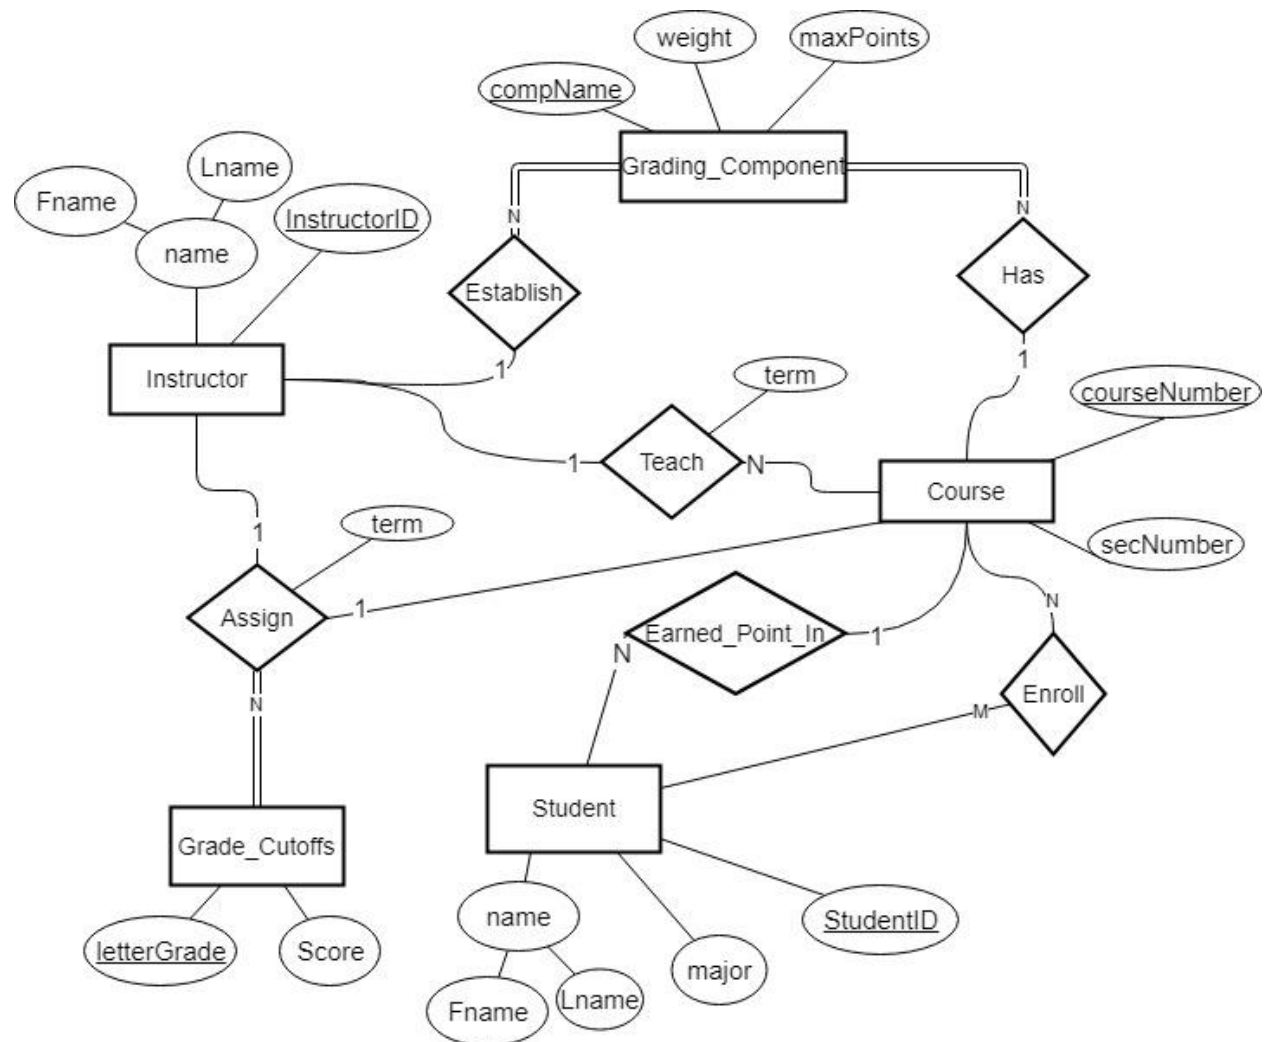 weight
maxPoints
compName
Grading_Component
Lname
Fname
InstructorID
name
N
N
Establish
Has
1
1
Instructor
term
courseNumber
1
Teach
N
Course
term
secNumber
1
Assign
1
Earned_Point_In
1
N
N
Enroll
N
M
Student
Grade_Cutoffs
letterGrade
Score
name
StudentID
major
Fname
Lname